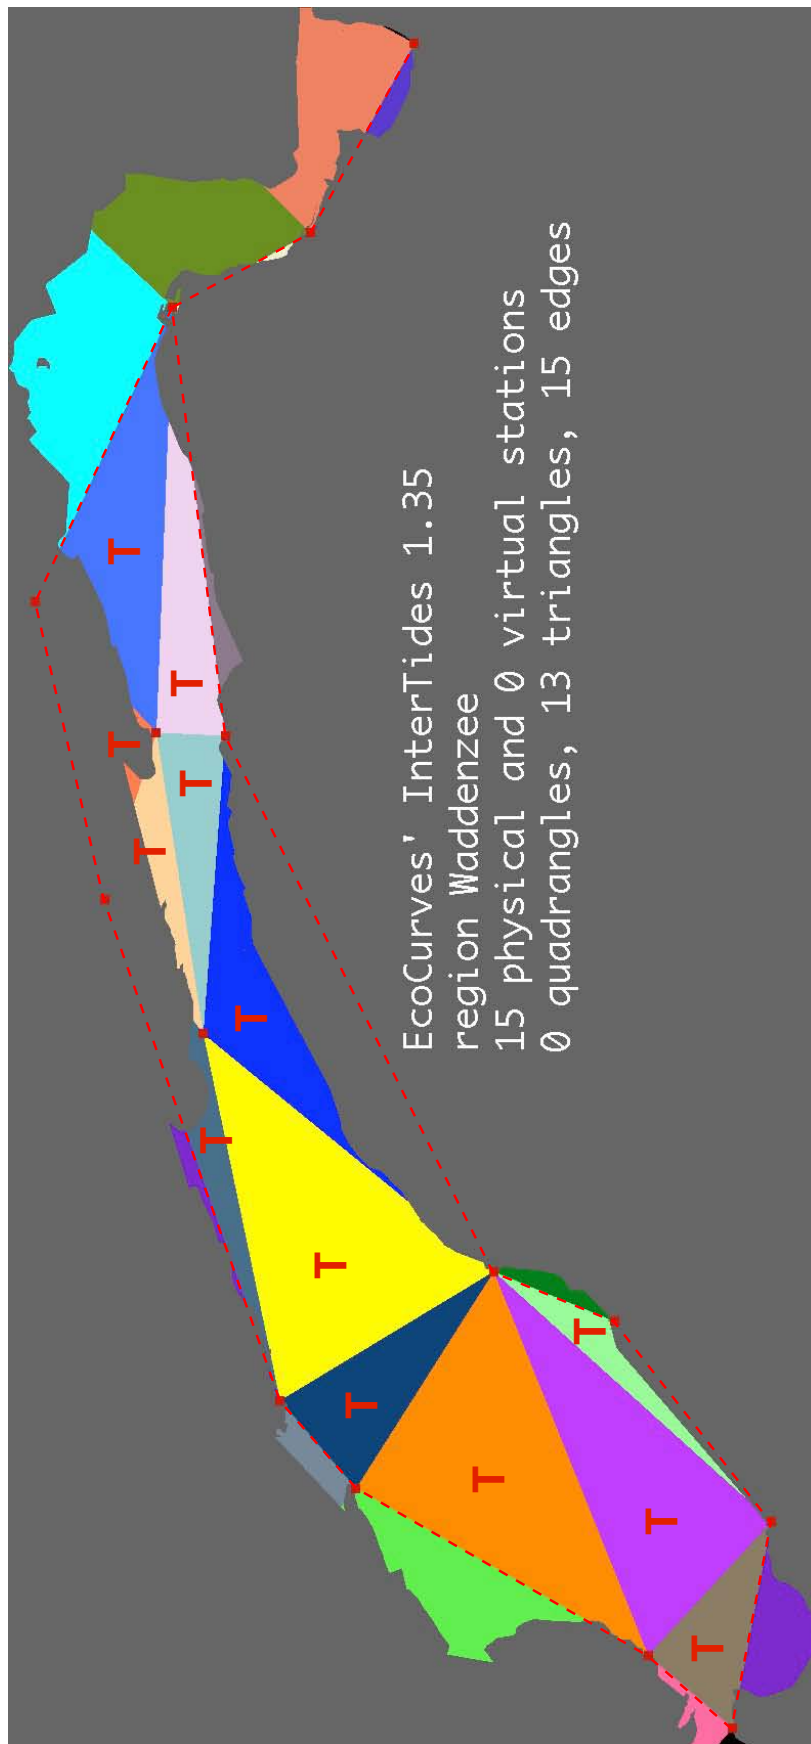 T
T
T
T
T
T
T
T
T
EcoCurves' InterTides 1.35
region Waddenzee
15 physical and 0 virtual stations
0 quadrangles, 13 triangles, 15 edges
T
T
T
T